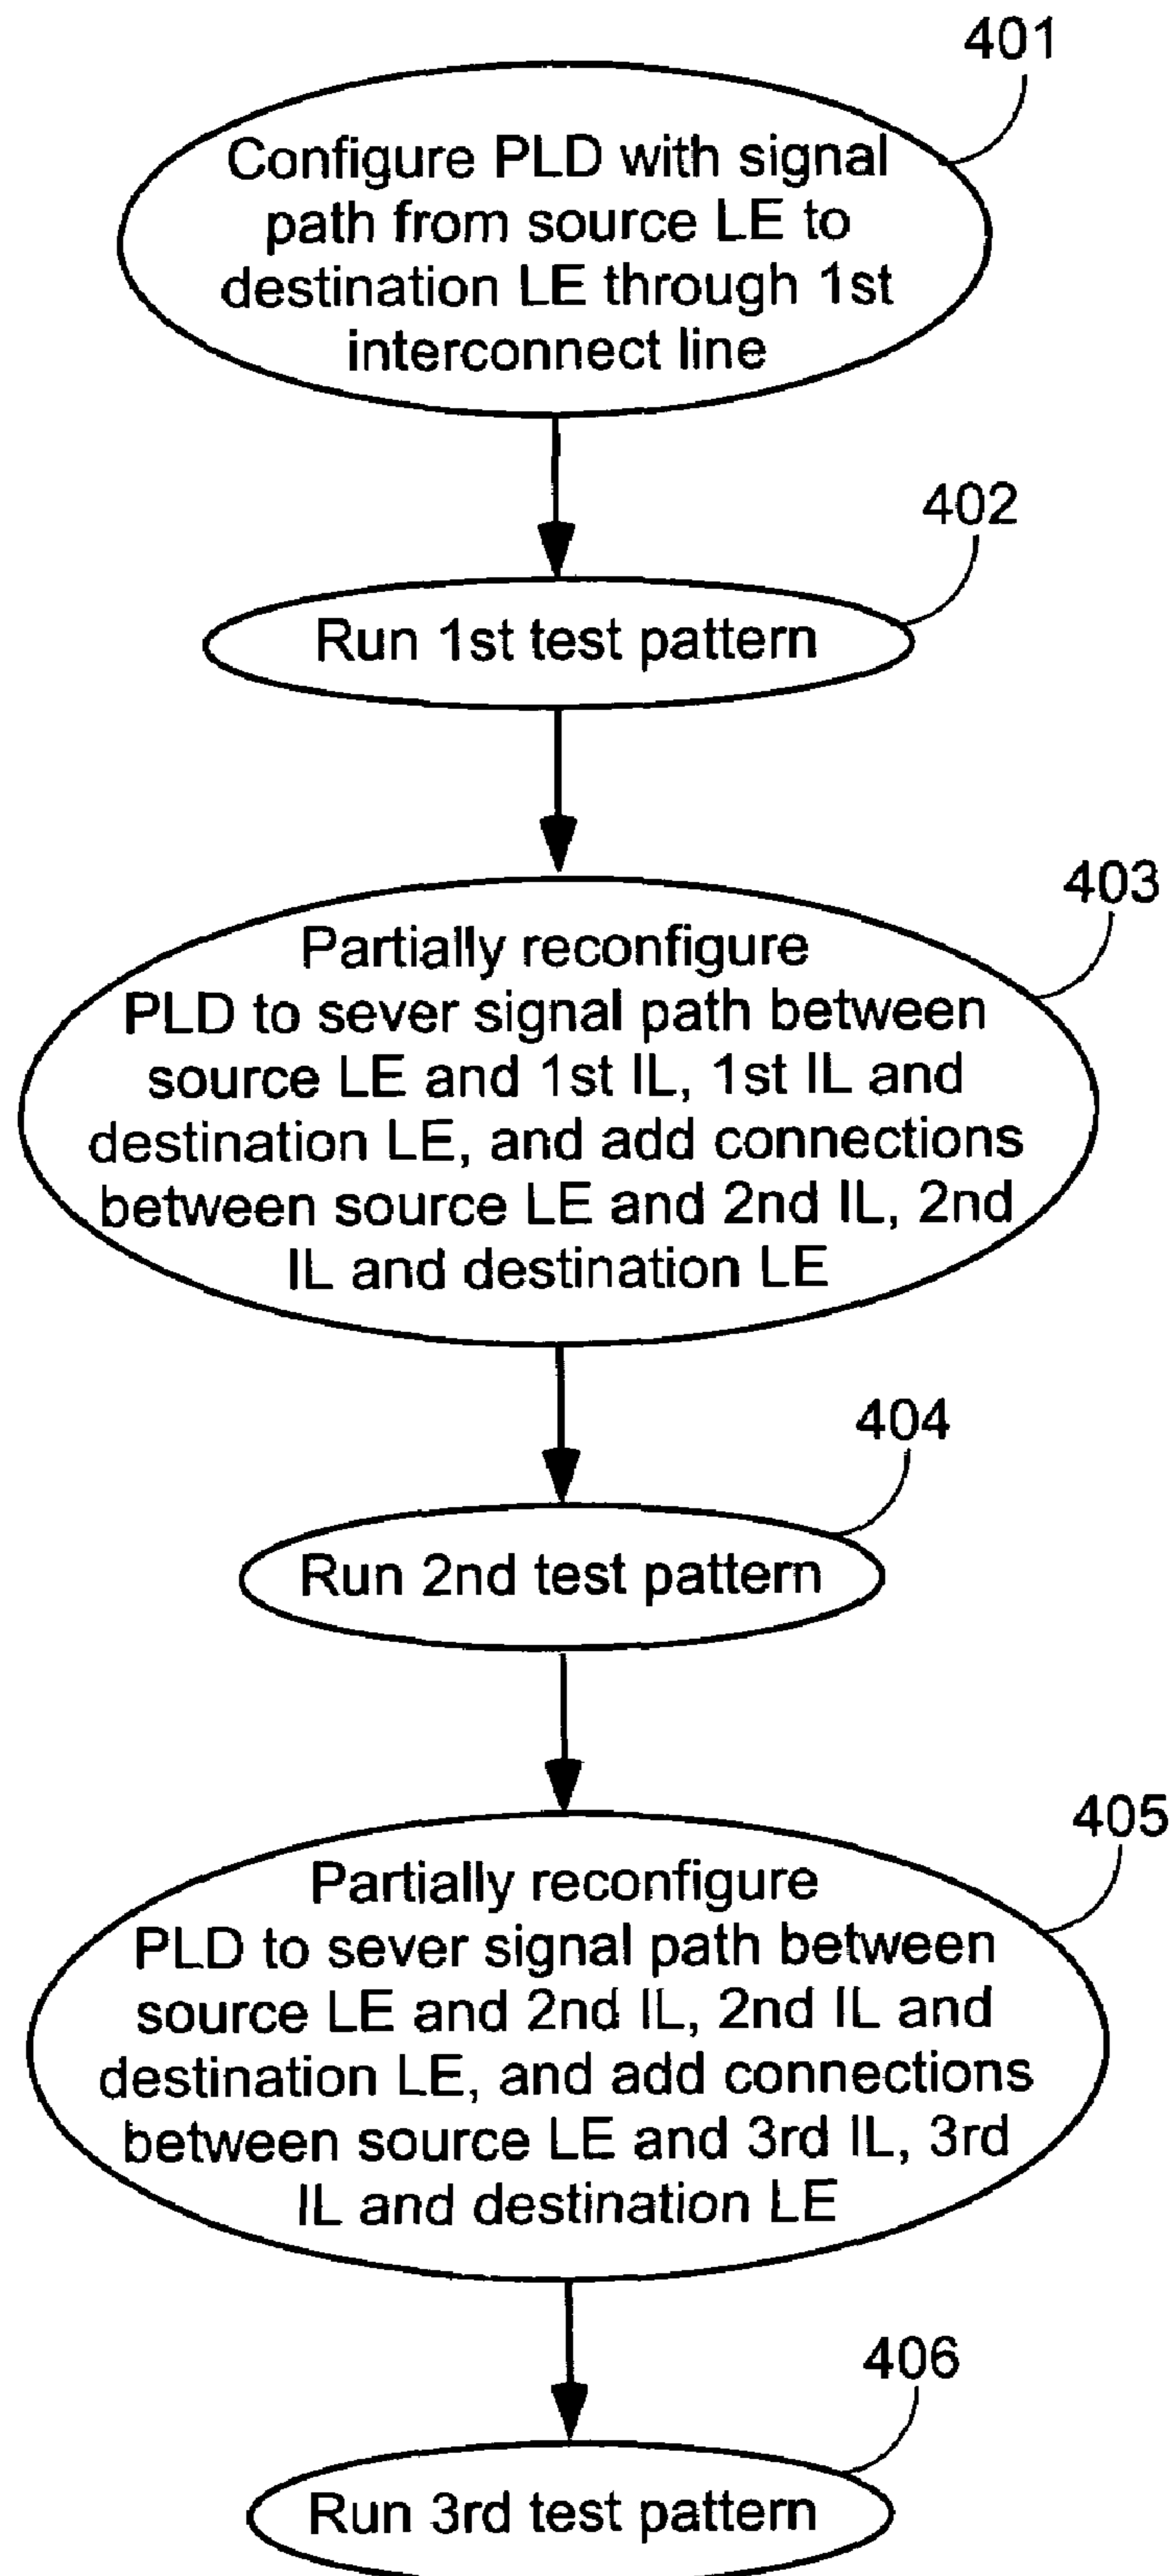 401
Configure PLD with signal
path from source LE to
destination LE through 1st
interconnect line
402
Run 1st test pattern
403
Partially reconfigure
PLD to sever signal path between
source LE and 1st IL, 1st IL and
destination LE, and add connections
between source LE and 2nd IL, 2nd
IL and destination LE
404
Run 2nd test pattern
405
Partially reconfigure
PLD to sever signal path between
source LE and 2nd IL, 2nd IL and
destination LE, and add connections
between source LE and 3rd IL, 3rd
IL and destination LE
406
Run 3rd test pattern